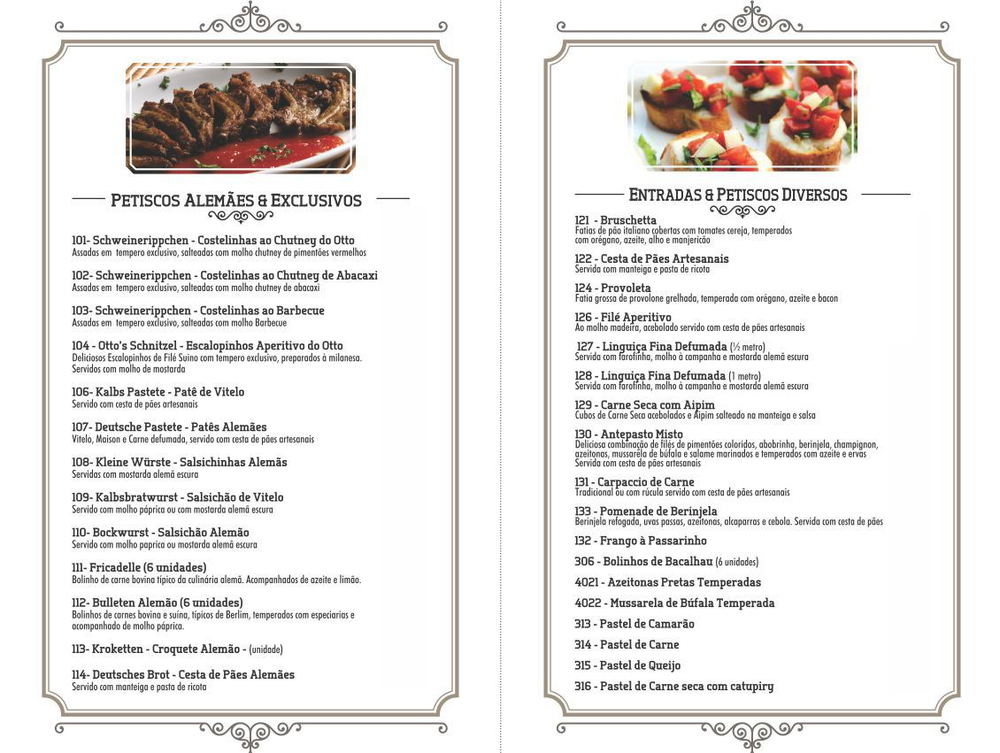 PETISCOS ALEMÃES & EXCLUSIVOS
101- Schweinerippchen - Costelinhas ao Chutney do Otto
Assadas em tempero exclusivo, salteadas com molho chutney de pimentões vermelhos
102- Schweinerippchen - Costelinhas ao Chutney de Abacaxi
Assadas em tempero exclusivo, salteadas com molho chutney de abacaxi
103- Schweinerippchen - Costelinhas ao Barbecue
Assadas em tempero exclusivo, salteadas com molho Barbecue
104 - Otto's Schnitzel - Escalopinhos Aperitivo do Otto
Deliciosos Escalopinhos de Filé Suino com tempero exclusivo, preparados à milanesa.
Servidos com molho de mostarda
106- Kalbs Pastete - Patê de Vitelo
Servido com cesta de pães artesanais
107- Deutsche Pastete - Patês Alemães
Vitelo, Maison e Carne defumada, servido com cesta de pães artesanais
108- Kleine Würste - Salsichinhas Alemãs
Servidas com mostarda alemã escura
109- Kalbsbratwurst - Salsichão de Vitelo
Servido com molho páprica ou com mostarda alemã escura
110- Bockwurst - Salsichão Alemão
Servido com molho paprica ou mostarda alemã escura
111- Fricadelle (6 unidades)
Bolinho de carne bovina típico da culinária alemã. Acompanhados de azeite e limão.
112- Bulleten Alemão (6 unidades)
Bolinhos de carnes bovina e suína, típicos de Berlim, temperados com especiarias e
acompanhado de molho páprica.
113- Kroketten - Croquete Alemão - (unidade)
114- Deutsches Brot - Cesta de Pães Alemães
Servido com manteiga e pasta de ricota
ENTRADAS & PETISCOS DIVERSOS
121 - Bruschetta
Fatias de pão italiano cobertas com tomates cereja, temperados
com orégano, azeite, alho e manjericão
122 - Cesta de Pães Artesanais
Servida com manteiga e pasta de ricota
124 - Provoleta
Fatia grossa de provolone grelhada, temperada com orégano, azeite e bacon
126 - Filé Aperitivo
Ao molho madeira, acebolado servido com cesta de pães artesanais
127 - Linguiça Fina Defumada (½ metro)
Servida com farofinha, molho à campanha e mostarda alemã escura
128 - Linguiça Fina Defumada (1 metro)
Servida com farofinha, molho à campanha e mostarda alemã escura
129 - Carne Seca com Aipim
Cubos de Carne Seca acebolados e Aipim salteado na manteiga e salsa
130 - Antepasto Misto
Deliciosa combinação de filés de pimentões coloridos, abobrinha, berinjela, champignon,
azeitonas, mussarela de búfala e salame marinados e temperados com azeite e ervas
Servida com cesta de pães artesanais
131 - Carpaccio de Carne
Tradicional ou com rúcula servido com cesta de pães artesanais
133 - Pomenade de Berinjela
Berinjela refogada, uvas passas, azeitonas, alcaparras e cebola. Servida com cesta de pães
132 - Frango à Passarinho
306 - Bolinhos de Bacalhau (6 unidades)
4021 - Azeitonas Pretas Temperadas
4022 - Mussarela de Búfala Temperada
313 - Pastel de Camarão
314 - Pastel de Carne
315 - Pastel de Queijo
316 - Pastel de Carne seca com catupiry